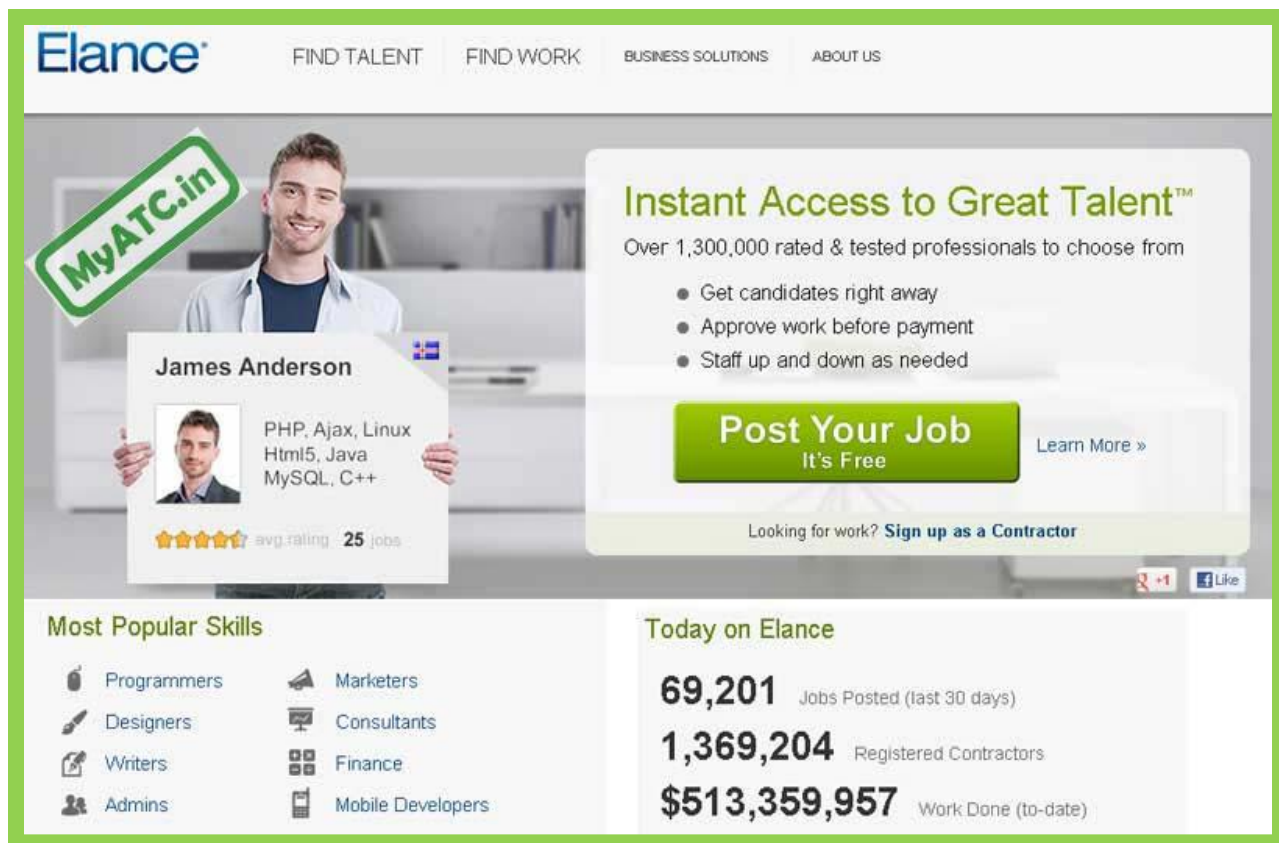 Elance
FIND TALENT FIND WORK BUSINESS SOLUTIONS ABOUT US
MyATC.in
Instant Access to Great Talent™
Over 1,300,000 rated & tested professionals to choose from
Get candidates right away
Approve work before payment
Staff up and down as needed
Post Your Job
It's Free
Learn More »
Looking for work? Sign up as a Contractor
James Anderson
PHP, Ajax, Linux
Html5, Java
MySQL, C++
avg.rating 25 jobs
+1 Like
Most Popular Skills
Programmers
Designers
Writers
Admins
Marketers
Consultants
Finance
Mobile Developers
Today on Elance
69,201 Jobs Posted (last 30 days)
1,369,204 Registered Contractors
$513,359,957 Work Done (to-date)